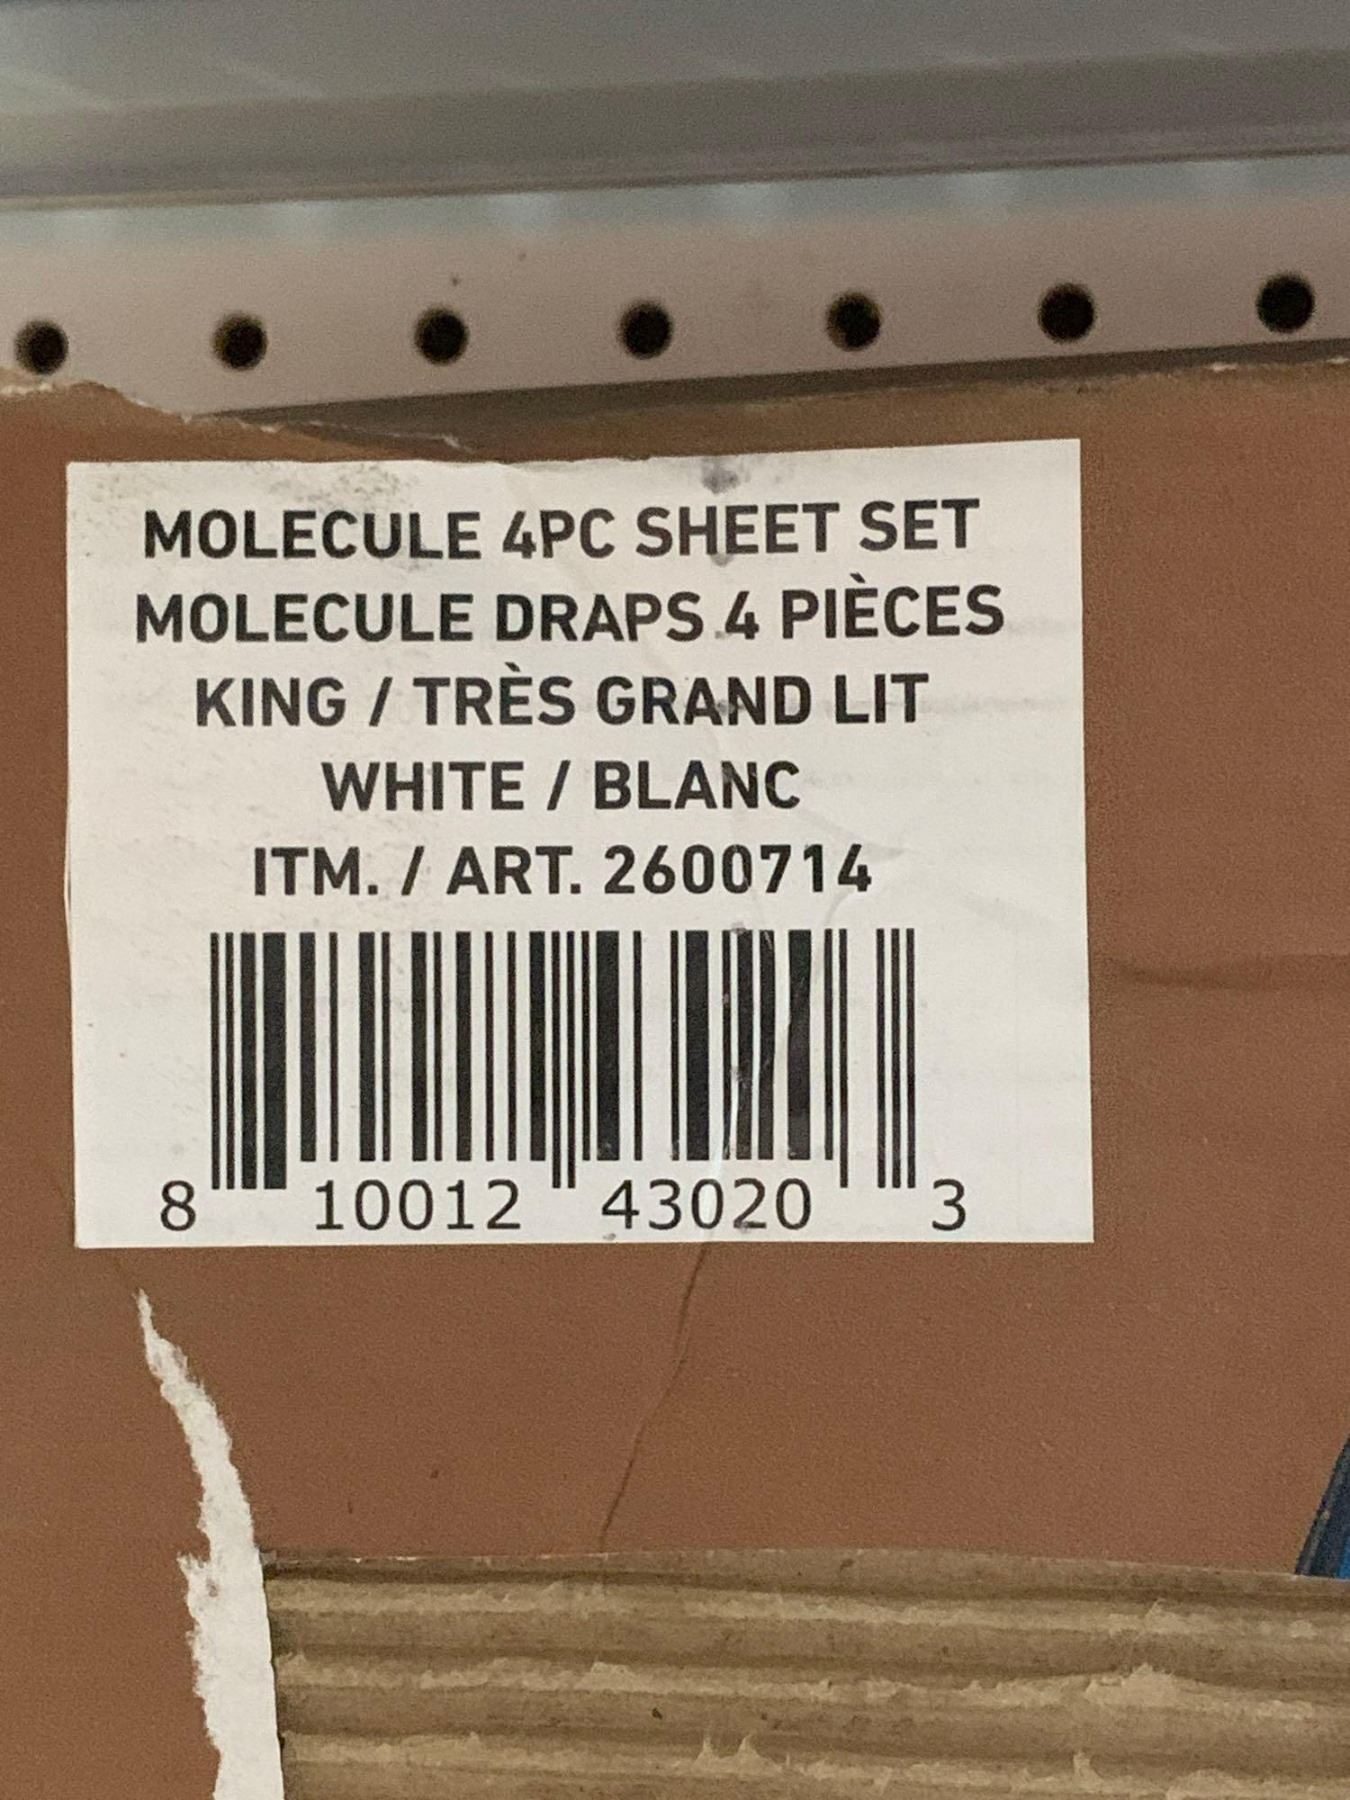 MOLECULE 4PC SHEET SET
MOLECULE DRAPS 4 PIÈCES
KING / TRÈS GRAND LIT
WHITE / BLANC
ITM. / ART. 2600714
8 10012 43020 3